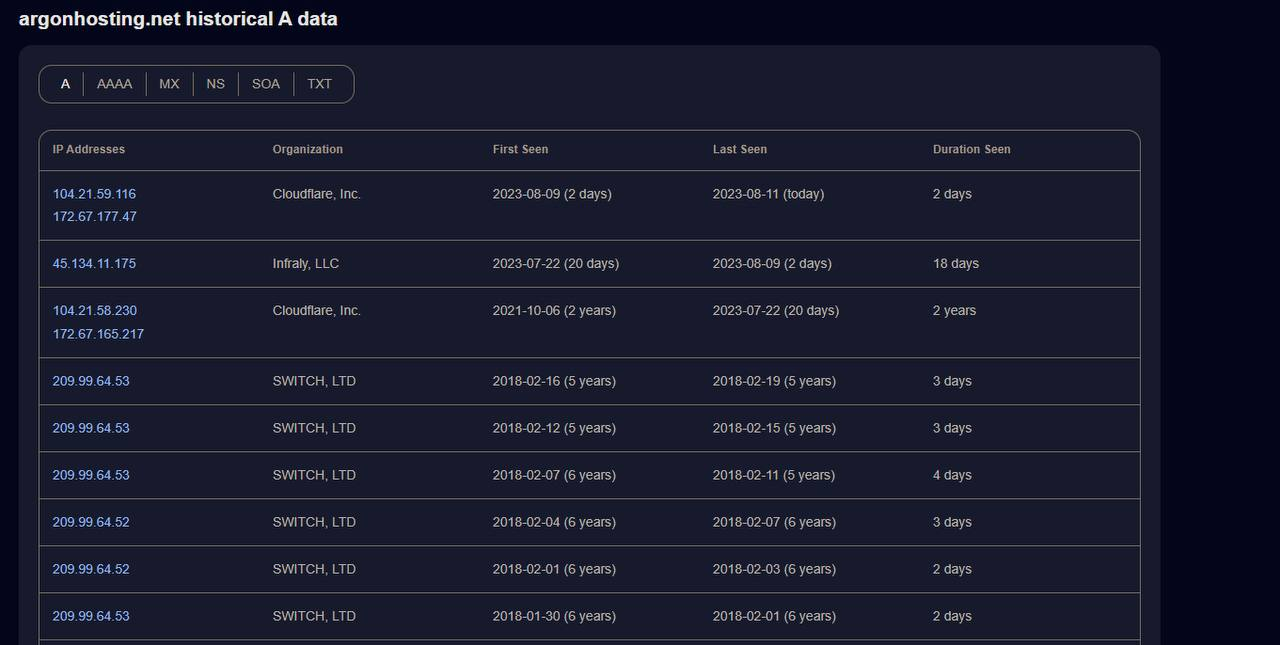 argonhosting.net historical A data
A AAAA MX NS SOA TXT
IP Addresses Organization First Seen Last Seen Duration Seen
104.21.59.116 Cloudflare, Inc. 2023-08-09 (2 days) 2023-08-11 (today) 2 days
172.67.177.47
45.134.11.175 Infraly, LLC 2023-07-22 (20 days) 2023-08-09 (2 days) 18 days
104.21.58.230 Cloudflare, Inc. 2021-10-06 (2 years) 2023-07-22 (20 days) 2 years
172.67.165.217
209.99.64.53 SWITCH, LTD 2018-02-16 (5 years) 2018-02-19 (5 years) 3 days
209.99.64.53 SWITCH, LTD 2018-02-12 (5 years) 2018-02-15 (5 years) 3 days
209.99.64.53 SWITCH, LTD 2018-02-07 (6 years) 2018-02-11 (5 years) 4 days
209.99.64.52 SWITCH, LTD 2018-02-04 (6 years) 2018-02-07 (6 years) 3 days
209.99.64.52 SWITCH, LTD 2018-02-01 (6 years) 2018-02-03 (6 years) 2 days
209.99.64.53 SWITCH, LTD 2018-01-30 (6 years) 2018-02-01 (6 years) 2 days